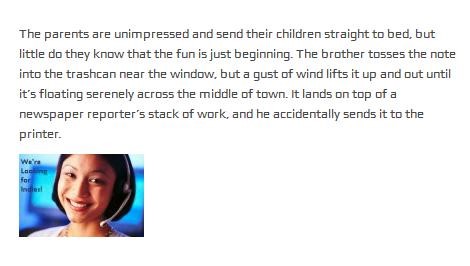 The parents are unimpressed and send their children straight to bed, but
little do they know that the fun is just beginning. The brother tosses the note
into the trashcan near the window, but a gust of wind lifts it up and out until
it's floating serenely across the middle of town. It lands on top of a
newspaper reporter's stack of work, and he accidentally sends it to the
printer.
We're
Looking
for
Indies!